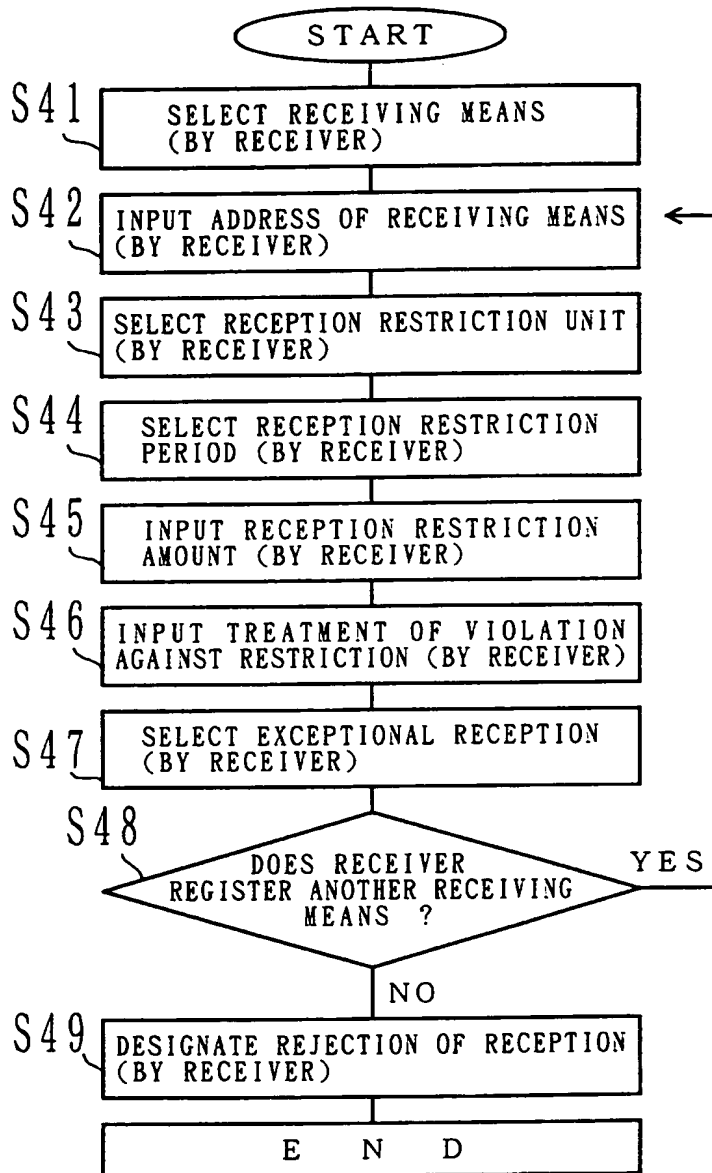 START
S41
SELECT RECEIVING MEANS
(BY RECEIVER)
S42
INPUT ADDRESS OF RECEIVING MEANS
(BY RECEIVER)
S43
SELECT RECEPTION RESTRICTION UNIT
(BY RECEIVER)
S44
SELECT RECEPTION RESTRICTION
PERIOD (BY RECEIVER)
S45
INPUT RECEPTION RESTRICTION
AMOUNT (BY RECEIVER)
S46
INPUT TREATMENT OF VIOLATION
AGAINST RESTRICTION (BY RECEIVER)
S47
SELECT EXCEPTIONAL RECEPTION
(BY RECEIVER)
S48
DOES RECEIVER
REGISTER ANOTHER RECEIVING
MEANS ?
YES
NO
S49
DESIGNATE REJECTION OF RECEPTION
(BY RECEIVER)
E N D